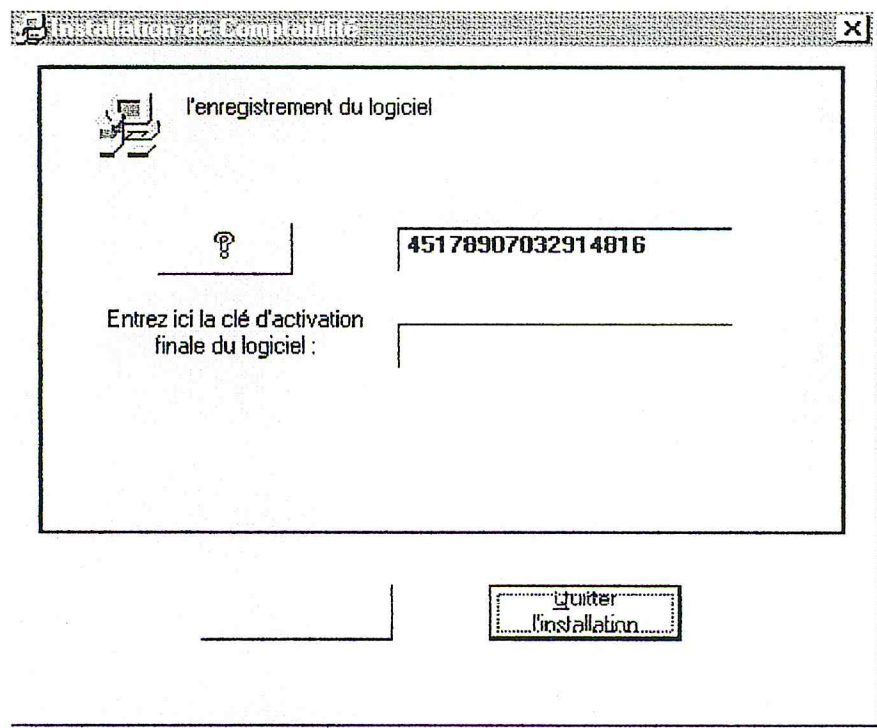 Installation de Comptabilité
l'enregistrement du logiciel
?
45178907032914816
Entrez ici la clé d'activation
finale du logiciel :
Quitter
l'installation